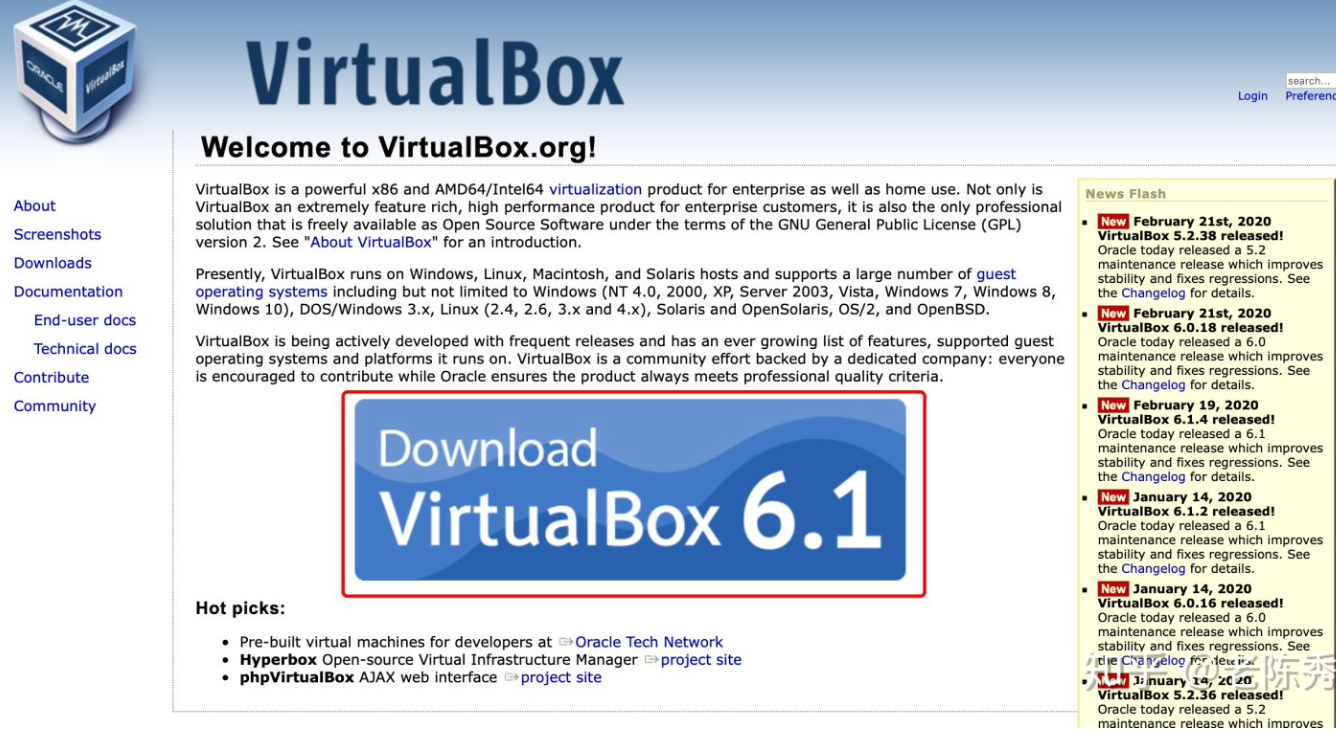 ORACLE
VirtualBox
VirtualBox
search...
Login
Welcome to VirtualBox.org!
About
Screenshots
Downloads
Documentation
End-user docs
Technical docs
Contribute
Community
VirtualBox is a powerful x86 and AMD64/Intel64 virtualization product for enterprise as well as home use. Not only is
VirtualBox an extremely feature rich, high performance product for enterprise customers, it is also the only professional
solution that is freely available as Open Source Software under the terms of the GNU General Public License (GPL)
version 2. See "About VirtualBox" for an introduction.
Presently, VirtualBox runs on Windows, Linux, Macintosh, and Solaris hosts and supports a large number of guest
operating systems including but not limited to Windows (NT 4.0, 2000, XP, Server 2003, Vista, Windows 7, Windows 8,
Windows 10), DOS/Windows 3.x, Linux (2.4, 2.6, 3.x and 4.x), Solaris and OpenSolaris, OS/2, and OpenBSD.
VirtualBox is being actively developed with frequent releases and has an ever growing list of features, supported guest
operating systems and platforms it runs on. VirtualBox is a community effort backed by a dedicated company: everyone
is encouraged to contribute while Oracle ensures the product always meets professional quality criteria.
Download
VirtualBox 6.1
Hot picks:
Pre-built virtual machines for developers at Oracle Tech Network
Hyperbox Open-source Virtual Infrastructure Manager project site
phpVirtualBox AJAX web interface project site
News Flash
New February 21st, 2020
VirtualBox 5.2.38 released!
Oracle today released a 5.2
maintenance release which improves
stability and fixes regressions. See
the Changelog for details.
New February 21st, 2020
VirtualBox 6.0.18 released!
Oracle today released a 6.0
maintenance release which improves
stability and fixes regressions. See
the Changelog for details.
New February 19, 2020
VirtualBox 6.1.4 released!
Oracle today released a 6.1
maintenance release which improves
stability and fixes regressions. See
the Changelog for details.
New January 14, 2020
VirtualBox 6.1.2 released!
Oracle today released a 6.1
maintenance release which improves
stability and fixes regressions. See
the Changelog for details.
New January 14, 2020
VirtualBox 6.0.16 released!
Oracle today released a 6.0
maintenance release which improves
stability and fixes regressions. See
the Changelog for details.
New January 14, 2020
VirtualBox 5.2.36 released!
Oracle today released a 5.2
maintenance release which improves
知乎 @老陈秀